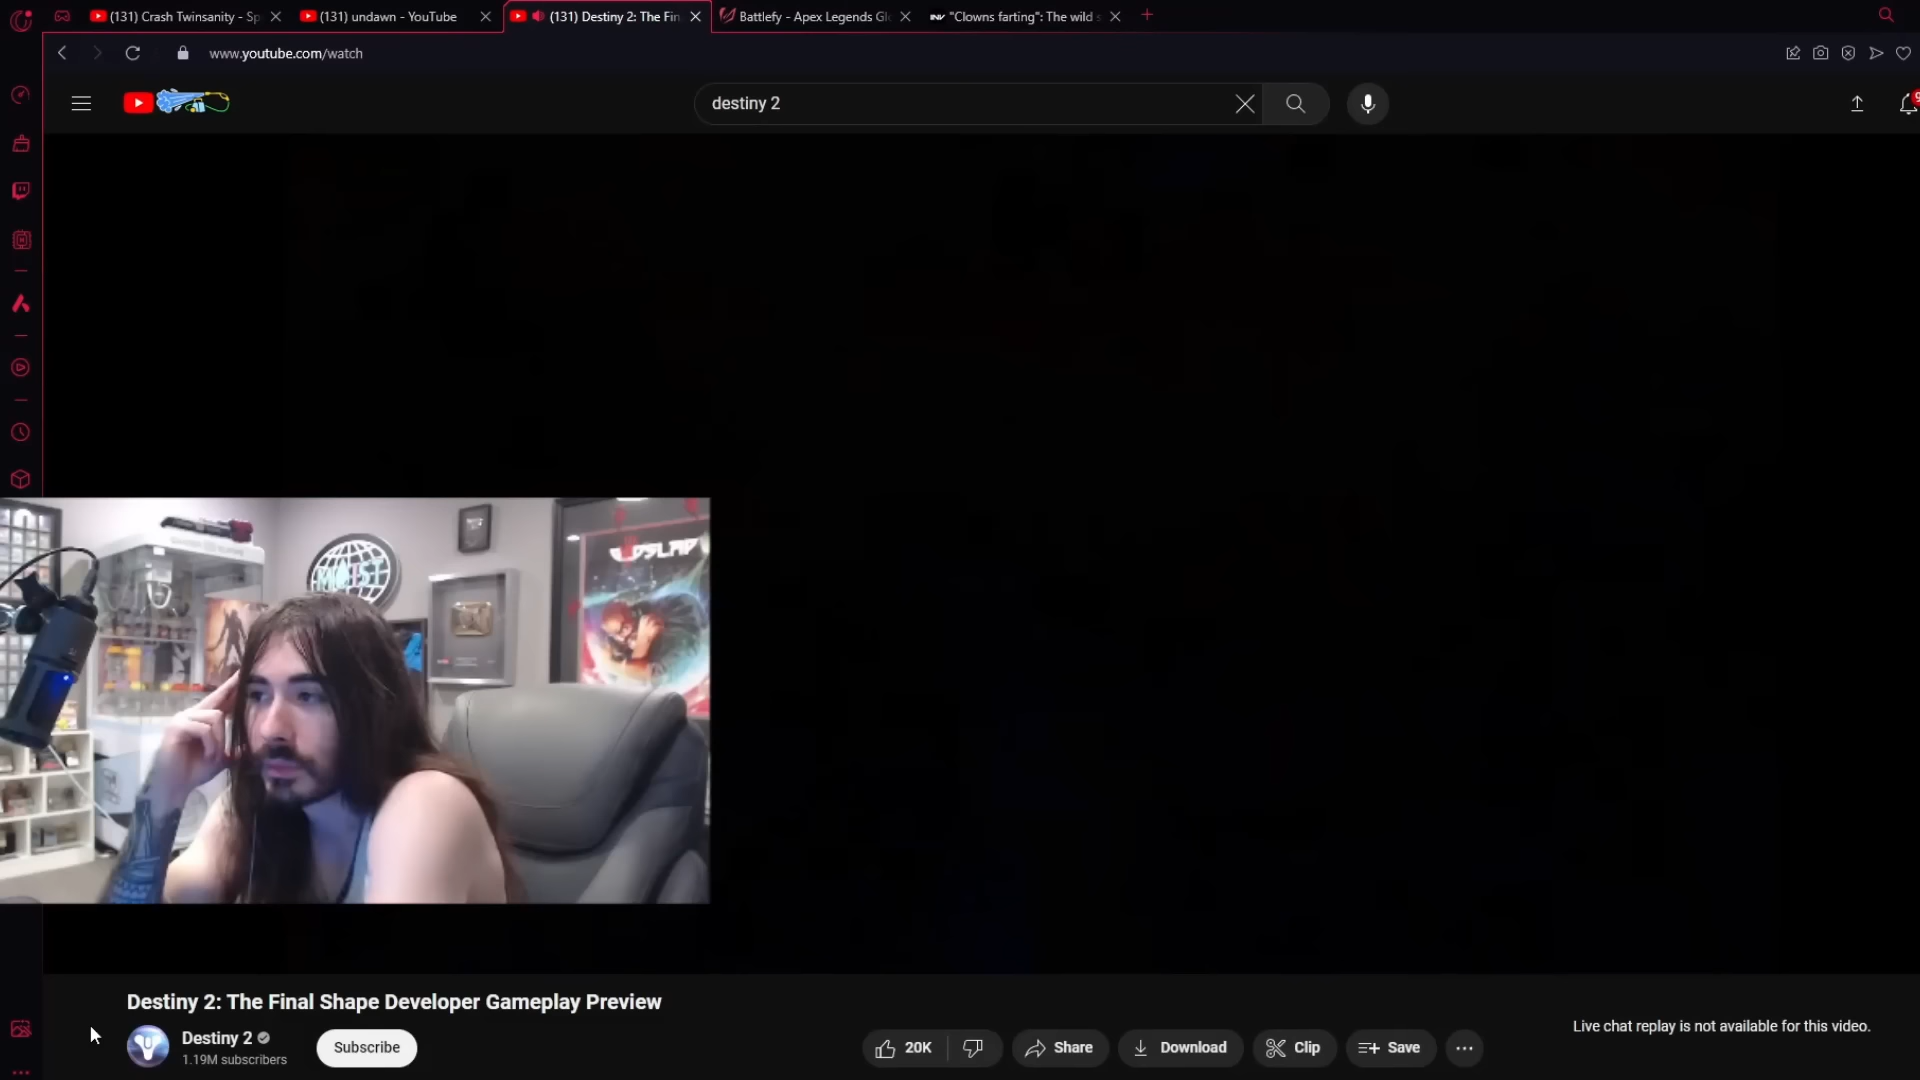 (131) Crash Twinsanity - Sp
(131) undawn - YouTube
(131) Destiny 2: The Fin
Battlefy - Apex Legends Gl
"Clowns farting": The wild s
www.youtube.com/watch
destiny 2
9
MOIST
Destiny 2: The Final Shape Developer Gameplay Preview
Destiny 2
1.19M subscribers
Subscribe
20K
Share
Download
Clip
Save
Live chat replay is not available for this video.